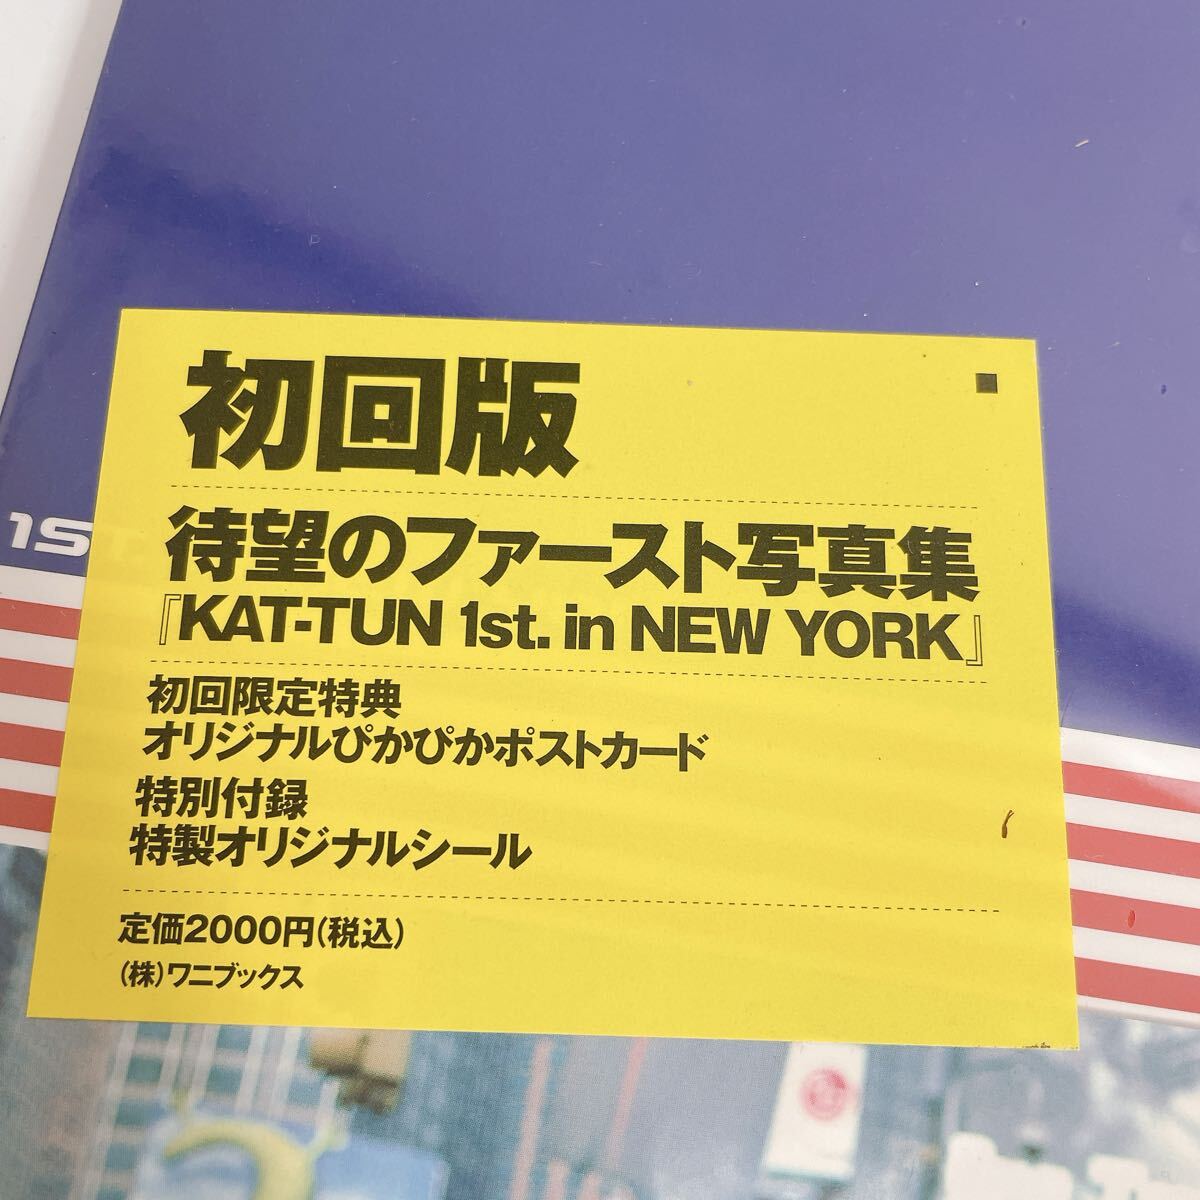 初回版
待望のファースト写真集
『KAT-TUN 1st. in NEW YORK』
初回限定特典
オリジナルぴかぴかポストカード
特別付録
特製オリジナルシール
定価2000円(税込)
(株)ワニブックス
1S